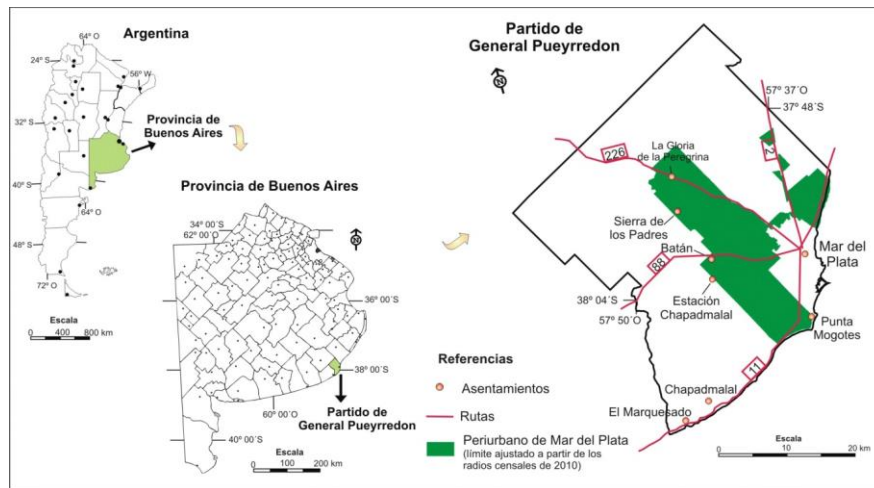 Argentina
64º O
24º S
56º W
32º S
Provincia de
Buenos Aires
40º S
64º O
48º S
72º O
Escala
0 400 800 km
Provincia de Buenos Aires
34º 00´S
62º 00´O
36º 00´S
38º 00´S
60º 00´O
Partido de
General Pueyrredon
40º 00´S
Escala
0 100 200 km
Partido de
General Pueyrredon
57º 37´O
37º 48´S
226
2
La Gloria
de la Peregrina
Sierra de
los Padres
Batán
88
Mar del
Plata
38º 04´S
57º 50´O
Estación
Chapadmalal
Punta
Mogotes
11
Chapadmalal
El Marquesado
Referencias
Asentamientos
Rutas
Periurbano de Mar del Plata
(límite ajustado a partir de los
radios censales de 2010)
Escala
0 10 20 km